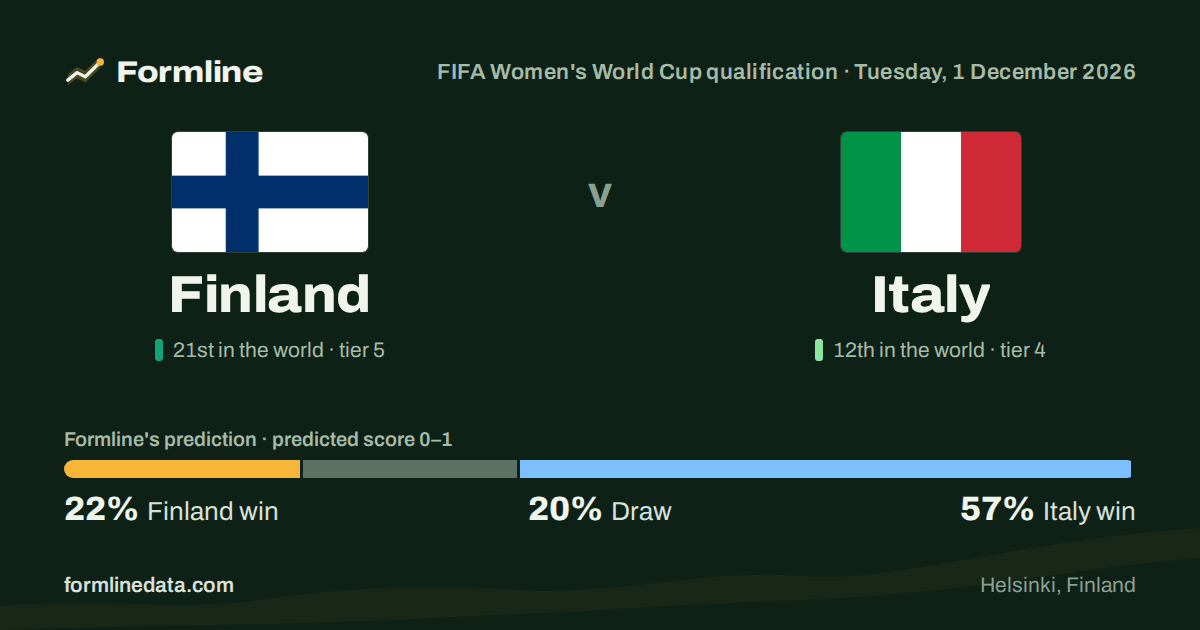 Formline
FIFA Women's World Cup qualification · Tuesday, 1 December 2026
v
Finland
Italy
21st in the world · tier 5
12th in the world · tier 4
Formline's prediction · predicted score 0–1
22% Finland win
20% Draw
57% Italy win
formlinedata.com
Helsinki, Finland